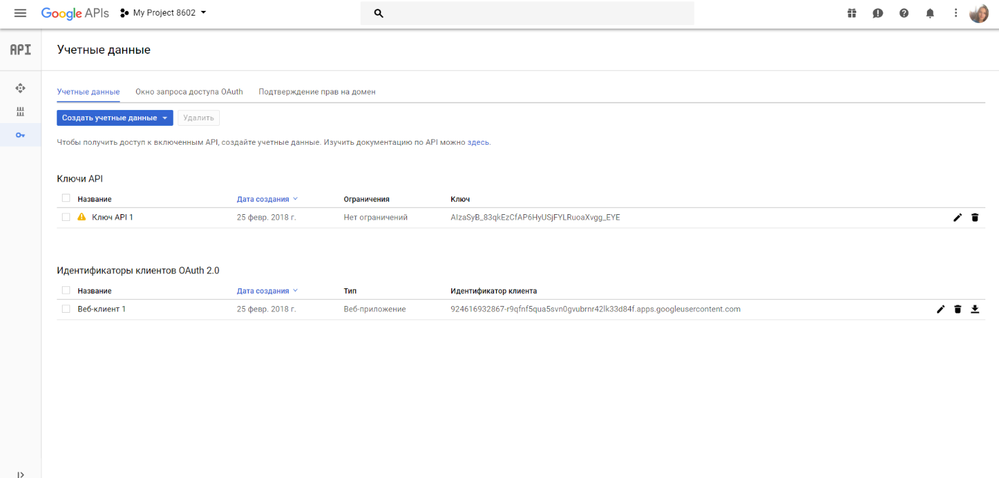 Google APIs My Project 8602
API Учетные данные
Учетные данные Окно запроса доступа OAuth Подтверждение прав на домен
Создать учетные данные Удалить
Чтобы получить доступ к включенным API, создайте учетные данные. Изучить документацию по API можно здесь.
Ключи API
Название Дата создания Ограничения Ключ
Ключ API 1 25 февр. 2018 г. Нет ограничений AIzaSyB_83qkEzCfAP6HyUSjFYLRuoaXvgg_EYE
Идентификаторы клиентов OAuth 2.0
Название Дата создания Тип Идентификатор клиента
Веб-клиент 1 25 февр. 2018 г. Веб-приложение 924616932867-r9qfnf5qua5svn0gvubrnr42lk33d84f.apps.googleusercontent.com